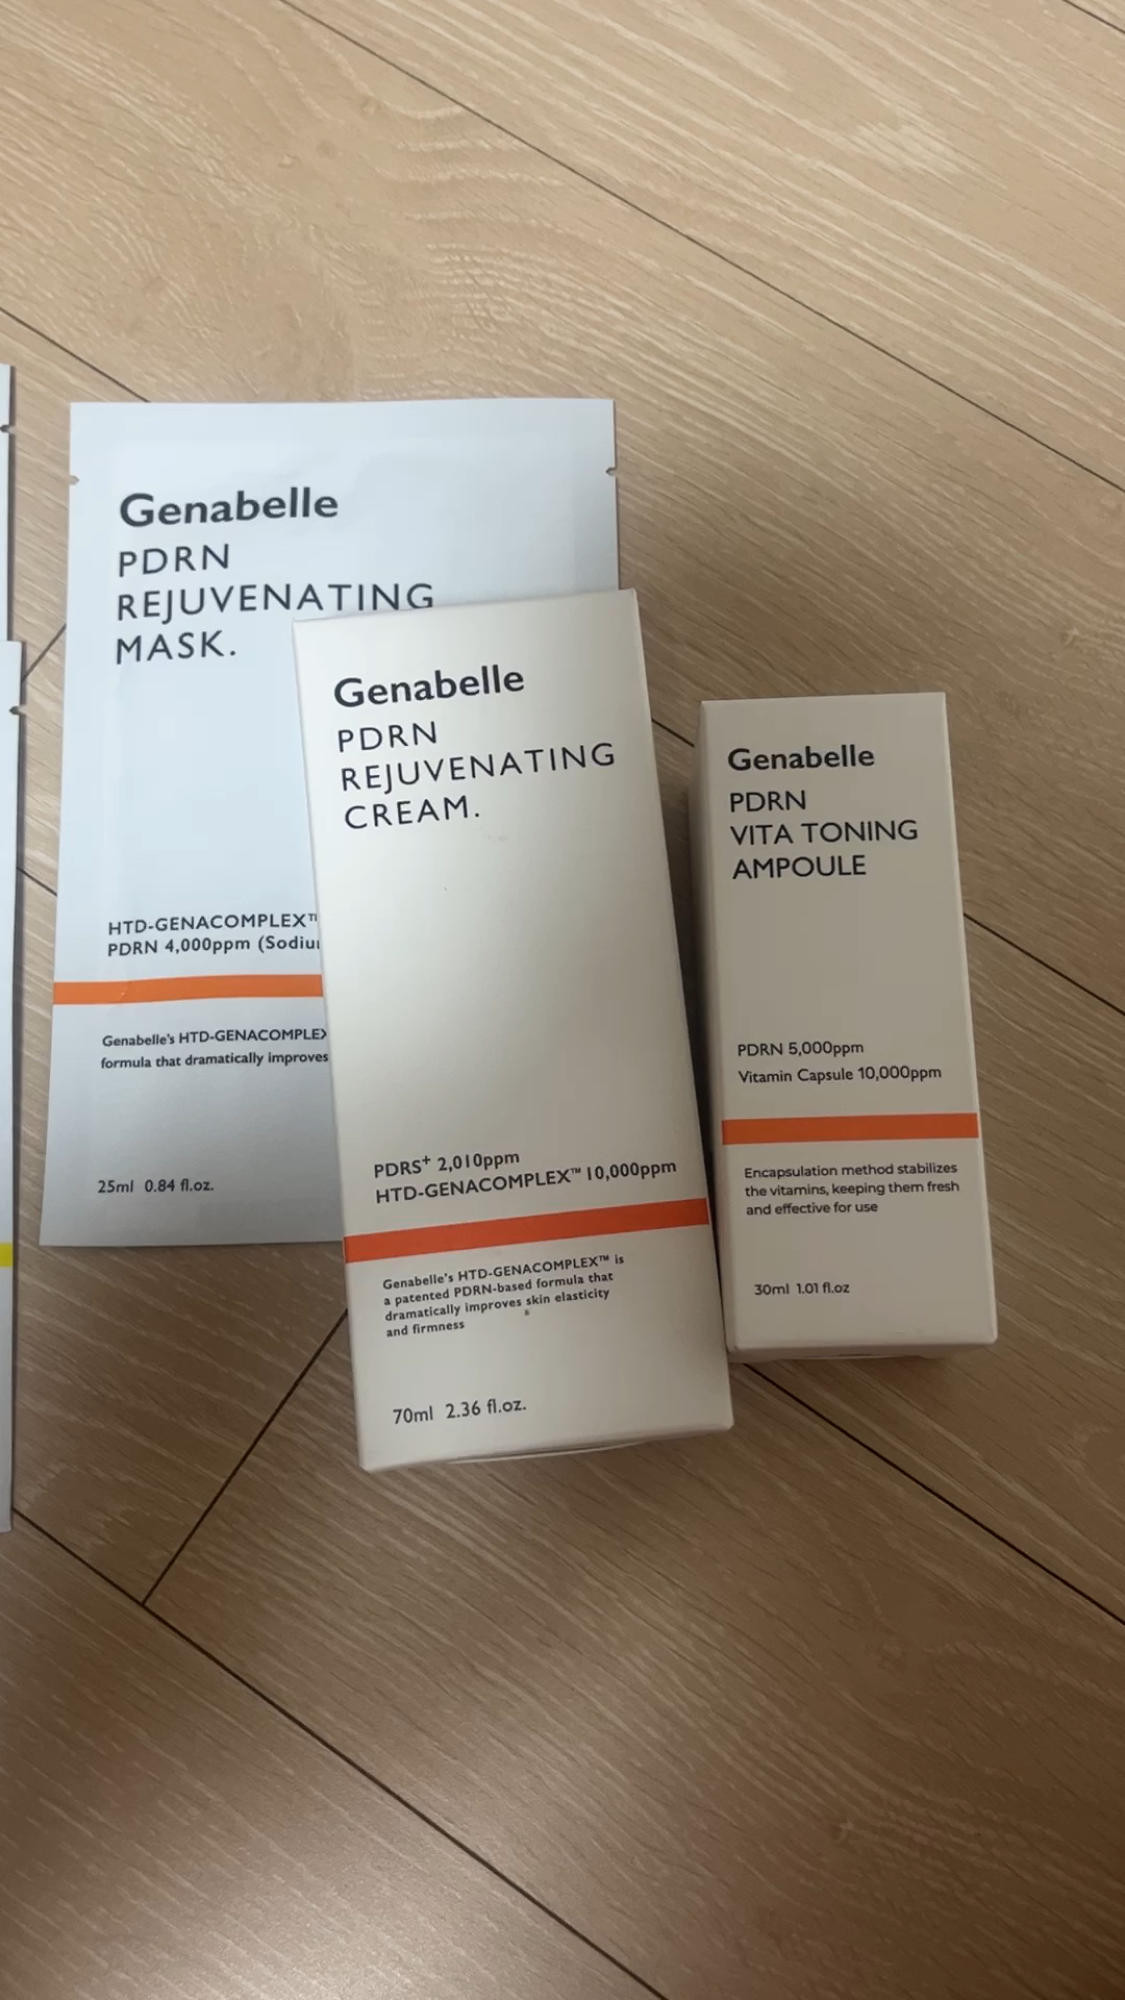 Genabelle
PDRN
REJUVENATING
MASK.
HTD-GENACOMPLEX
PDRN 4,000ppm
Genabelle's
formula that dramatically improves
25ml 0.84 fl.oz.
Genabelle
PDRN
REJUVENATING
CREAM.
PDRS⁺ 2,010ppm
HTD-GENACOMPLEX™ 10,000ppm
Genabelle's HTD-GENACOMPLEX™ is
a patented PDRN-based formula that
dramatically improves skin elasticity
and firmness
70ml 2.36 fl.oz.
Genabelle
PDRN
VITA TONING
AMPOULE
PDRN 5,000ppm
Vitamin Capsule 10,000ppm
Encapsulation method stabilizes
the vitamins, keeping them fresh
and effective for use
30ml 1.01 fl.oz